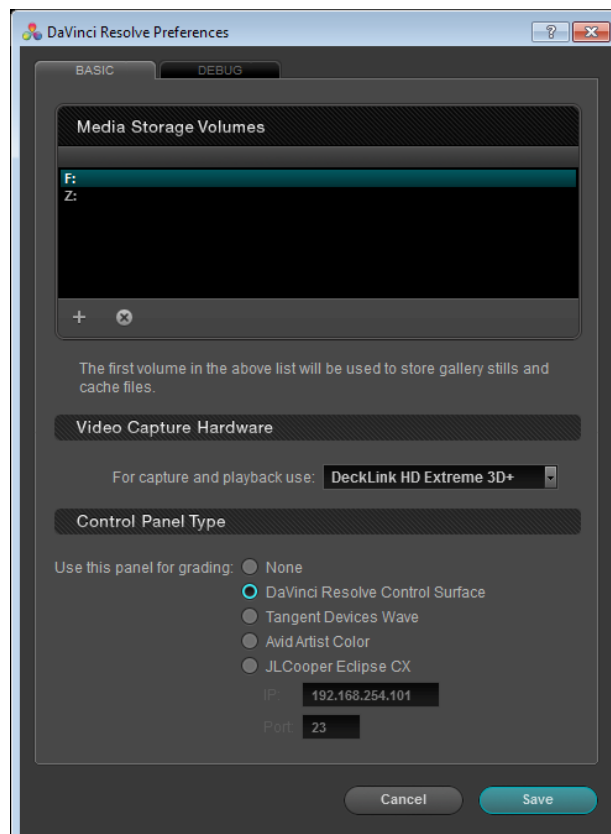 DaVinci Resolve Preferences
BASIC
DEBUG
Media Storage Volumes
F:
Z:
The first volume in the above list will be used to store gallery stills and
cache files.
Video Capture Hardware
For capture and playback use: DeckLink HD Extreme 3D+
Control Panel Type
Use this panel for grading: None
DaVinci Resolve Control Surface
Tangent Devices Wave
Avid Artist Color
JLCooper Eclipse CX
IP: 192.168.254.101
Port: 23
Cancel
Save